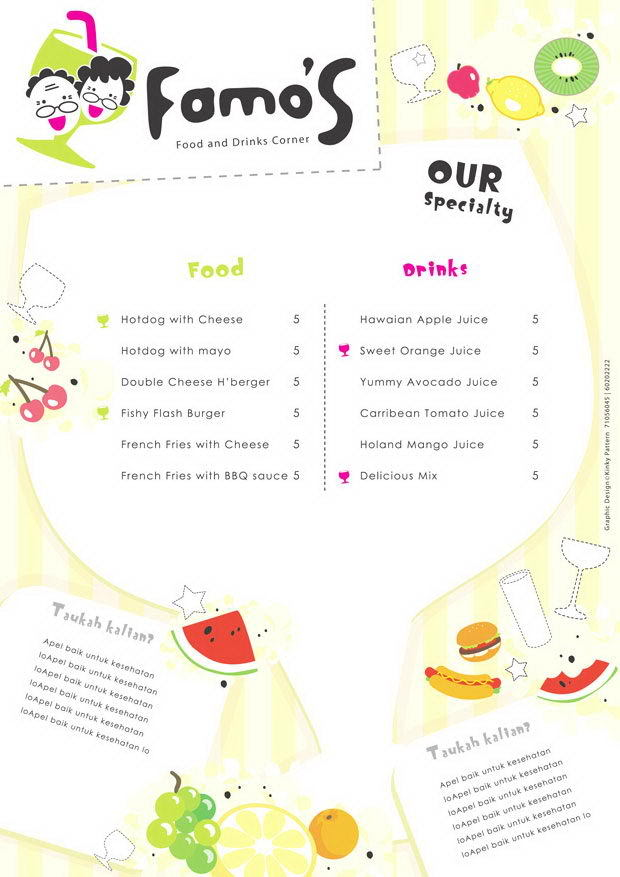 Famo'S
Food and Drinks Corner
OUR
specialty
Food
Hotdog with Cheese 5
Hotdog with mayo 5
Double Cheese H'berger 5
Fishy Flash Burger 5
French Fries with Cheese 5
French Fries with BBQ sauce 5
Drinks
Hawaian Apple Juice 5
Sweet Orange Juice 5
Yummy Avocado Juice 5
Carribean Tomato Juice 5
Holand Mango Juice 5
Delicious Mix 5
Graphic Design©Kinky Pattern 71056045 | 60202222
Taukah kalian?
Apel baik untuk kesehatan
loApel baik untuk kesehatan
loApel baik untuk kesehatan
loApel baik untuk kesehatan
loApel baik untuk kesehatan
loApel baik untuk kesehatan lo
Taukah kalian?
Apel baik untuk kesehatan
loApel baik untuk kesehatan
loApel baik untuk kesehatan
loApel baik untuk kesehatan
loApel baik untuk kesehatan
loApel baik untuk kesehatan lo